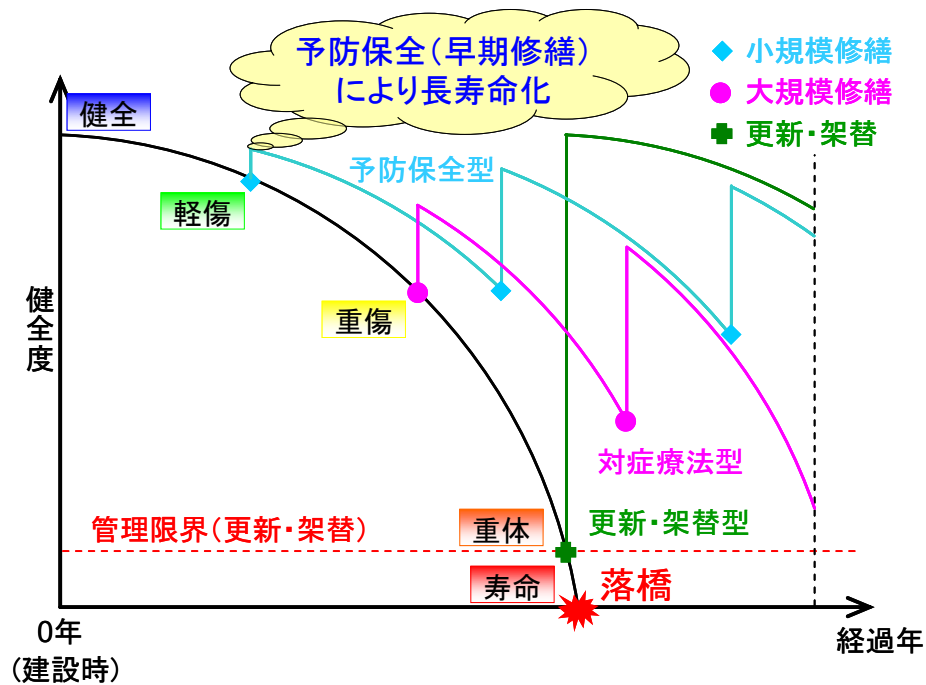 予防保全(早期修繕)
により長寿命化
小規模修繕
大規模修繕
更新・架替
健全
予防保全型
軽傷
重傷
健全度
対症療法型
管理限界(更新・架替)
重体
更新・架替型
寿命
落橋
0年
(建設時)
経過年